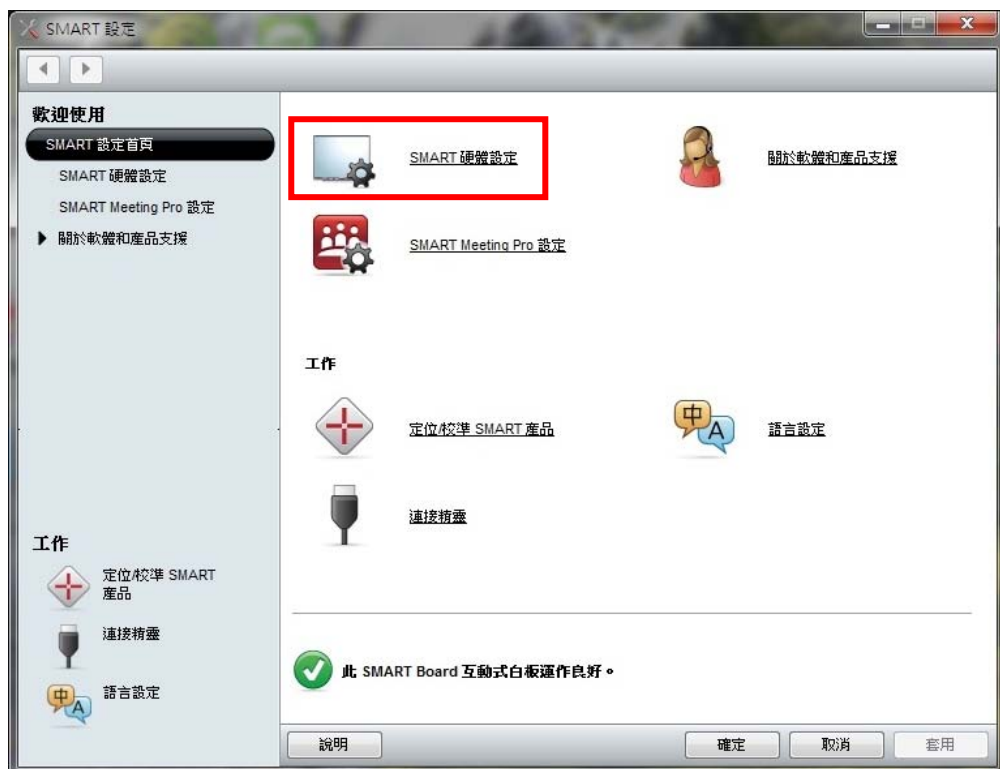 SMART 設定
歡迎使用
SMART 設定首頁
SMART 硬體設定
SMART Meeting Pro 設定
關於軟體和產品支援
SMART 硬體設定
關於軟體和產品支援
SMART Meeting Pro 設定
工作
定位/校準 SMART 產品
中
A
語言設定
連接精靈
工作
定位/校準 SMART
產品
連接精靈
中
A
語言設定
此 SMART Board 互動式白板運作良好。
說明
確定
取消
套用